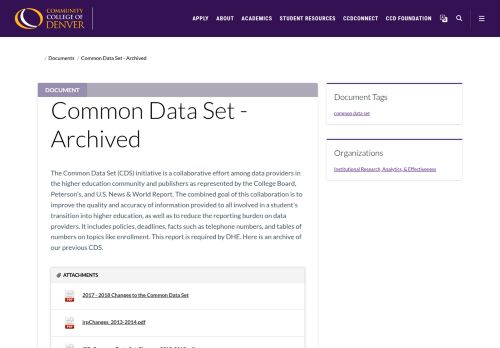 COMMUNITY
COLLEGE OF
DENVER
APPLY ABOUT ACADEMICS STUDENT RESOURCES CCDCONNECT CCD FOUNDATION
/ Documents / Common Data Set - Archived
DOCUMENT
Common Data Set -
Archived
The Common Data Set (CDS) initiative is a collaborative effort among data providers in
the higher education community and publishers as represented by the College Board,
Peterson's, and U.S. News & World Report. The combined goal of this collaboration is to
improve the quality and accuracy of information provided to all involved in a student's
transition into higher education, as well as to reduce the reporting burden on data
providers. It includes policies, deadlines, facts such as telephone numbers, and tables of
numbers on topics like enrollment. This report is required by DHE. Here is an archive of
our previous CDS.
ATTACHMENTS
PDF
2017 - 2018 Changes to the Common Data Set
PDF
irpChanges_2013-2014.pdf
Document Tags
common data set
Organizations
Institutional Research, Analytics, & Effectiveness